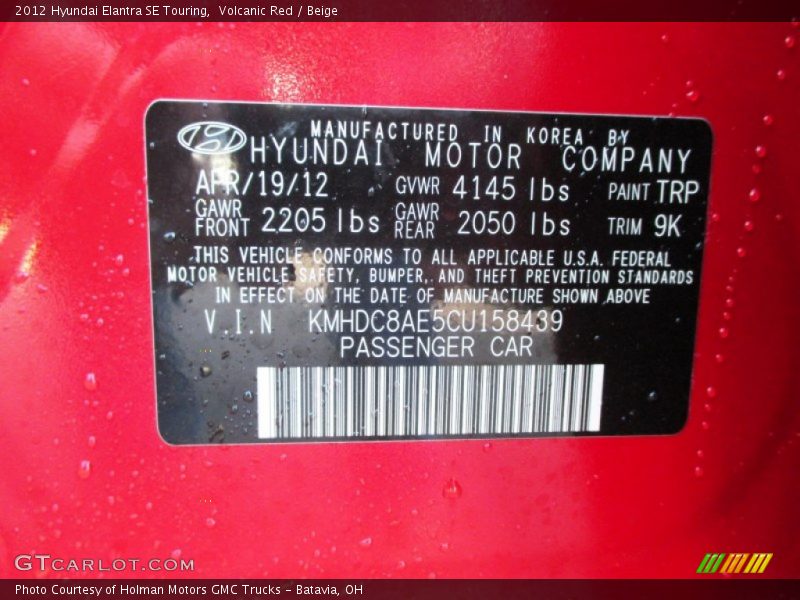 2012 Hyundai Elantra SE Touring, Volcanic Red / Beige
MANUFACTURED IN KOREA BY
HYUNDAI MOTOR COMPANY
APR/19/12 GVWR 4145 lbs PAINT TRP
GAWR FRONT 2205 lbs GAWR REAR 2050 lbs TRIM 9K
THIS VEHICLE CONFORMS TO ALL APPLICABLE U.S.A. FEDERAL
MOTOR VEHICLE SAFETY, BUMPER, AND THEFT PREVENTION STANDARDS
IN EFFECT ON THE DATE OF MANUFACTURE SHOWN ABOVE
V.I.N KMHDC8AE5CU158439
PASSENGER CAR
GTCARLOT.COM
Photo Courtesy of Holman Motors GMC Trucks - Batavia, OH